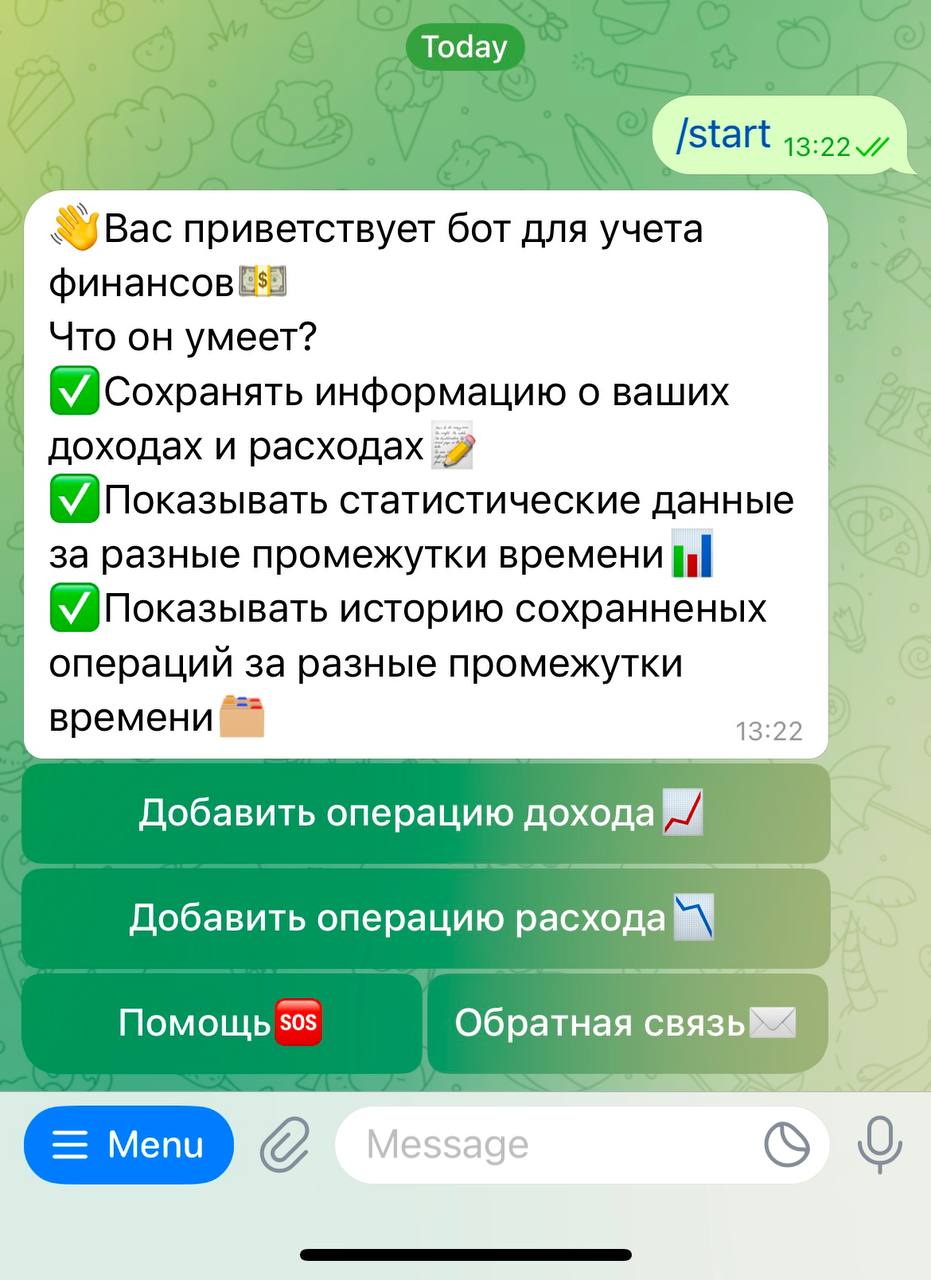 Today
/start 13:22
👋Вас приветствует бот для учета
финансов💵
Что он умеет?
✅Сохранять информацию о ваших
доходах и расходах📝
✅Показывать статистические данные
за разные промежутки времени📊
✅Показывать историю сохранненых
операций за разные промежутки
времени🗂
13:22
Добавить операцию дохода📈
Добавить операцию расхода📉
Помощь🆘
Обратная связь✉️
Menu
Message